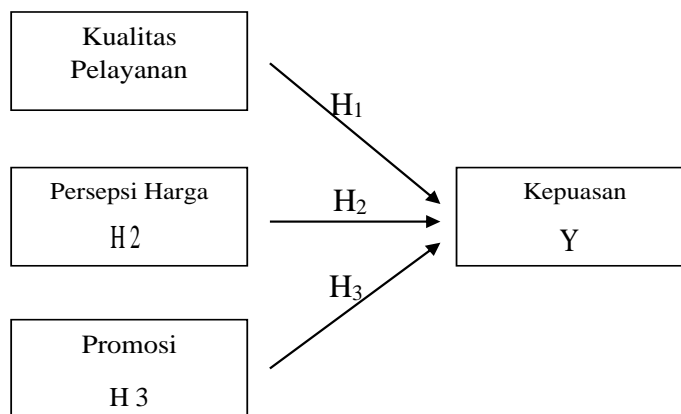 Kualitas
Pelayanan
H1
Persepsi Harga
H2
H2
Kepuasan
Y
H3
Promosi
H 3